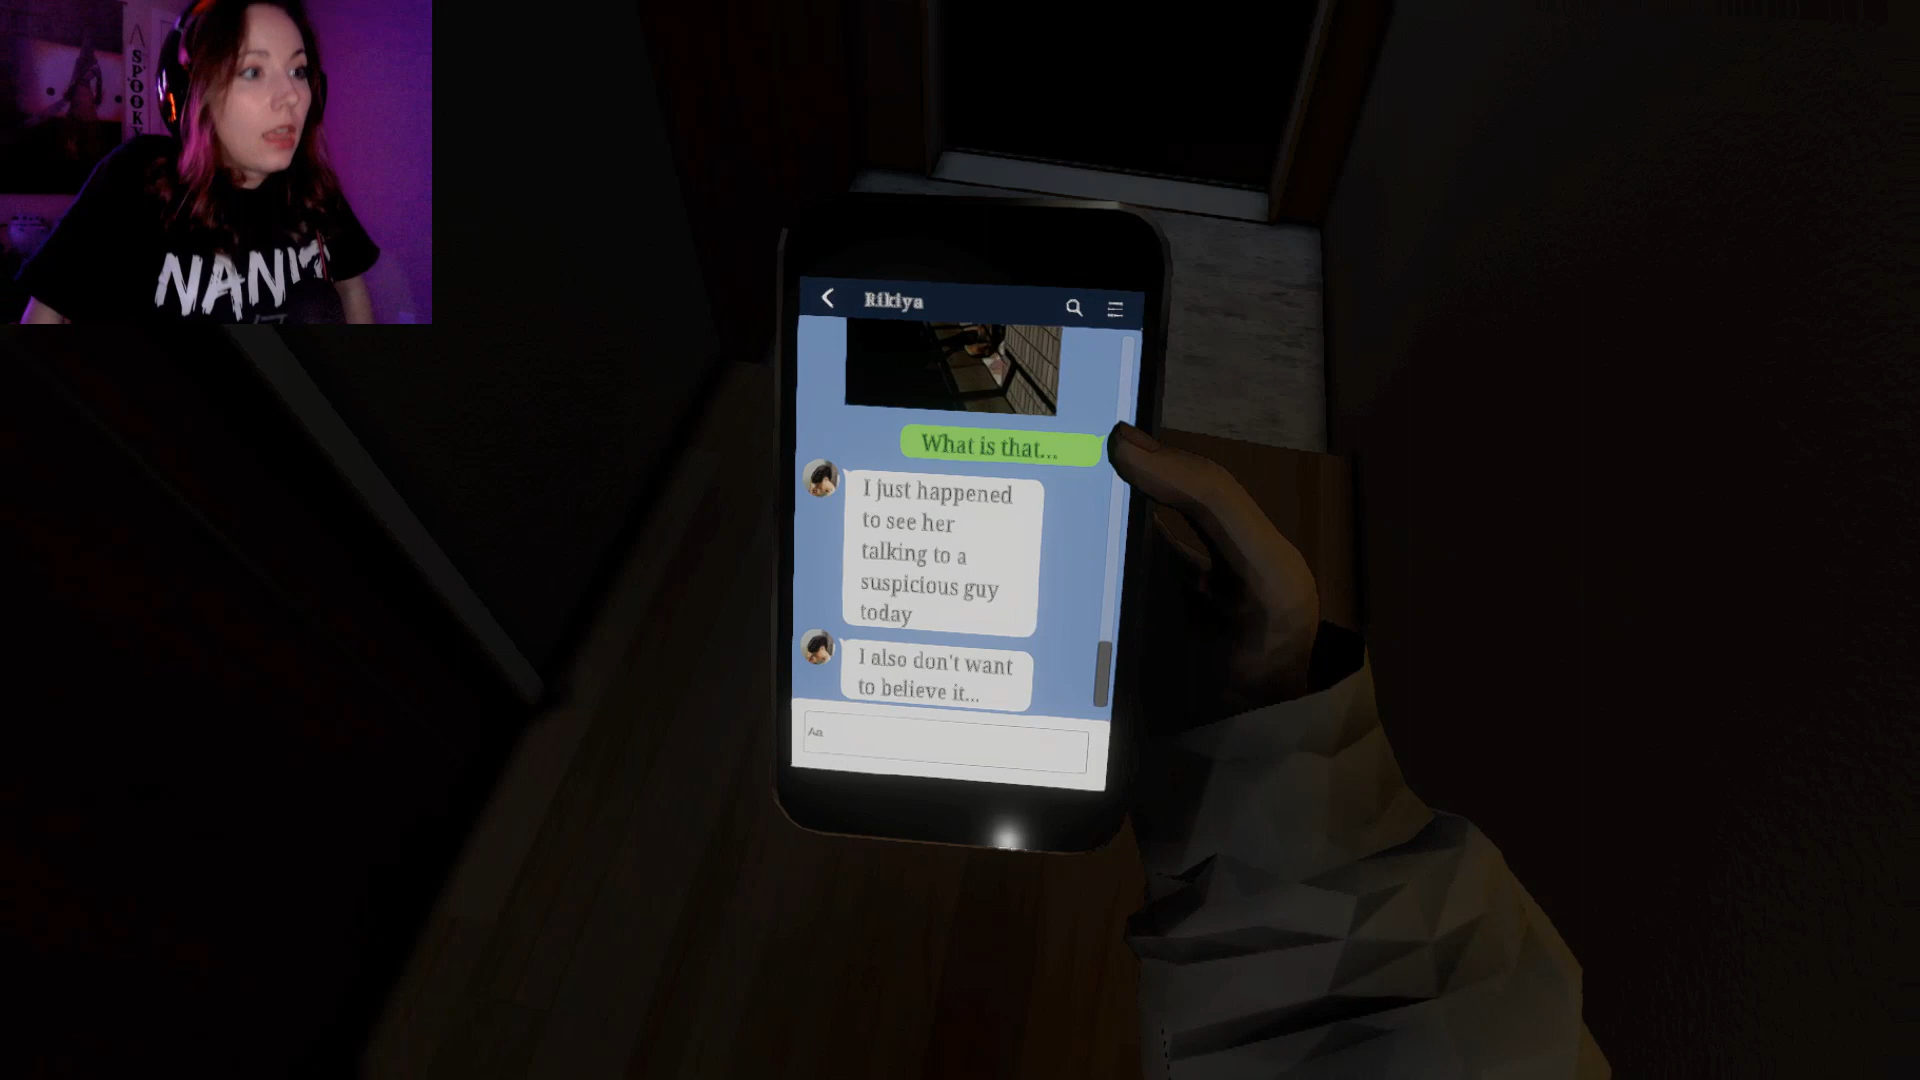 SPOOKY
NANI
Rikiya
What is that...
I just happened
to see her
talking to a
suspicious guy
today
I also don't want
to believe it...
Aa